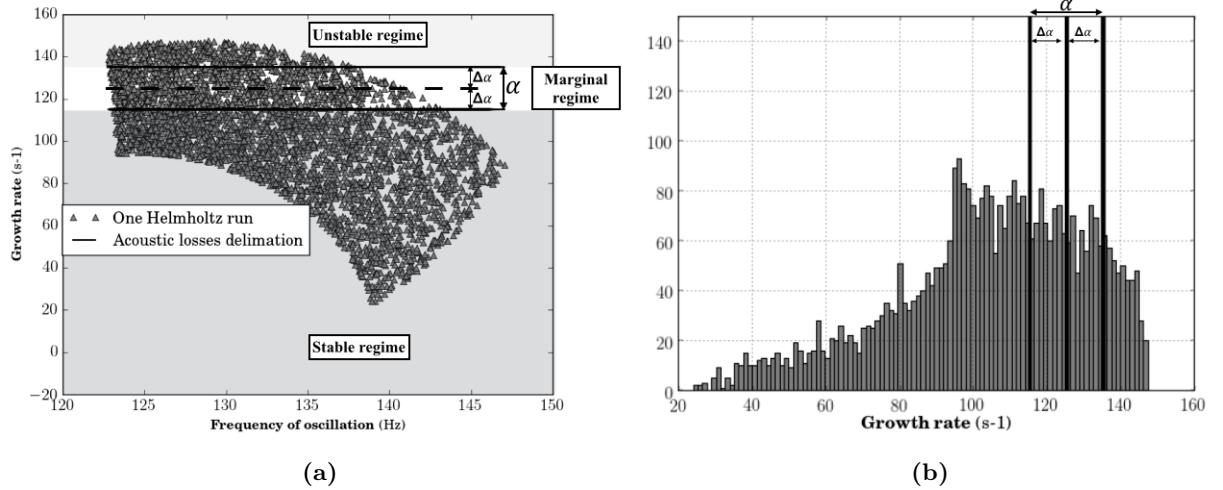 160
140
120
100
80
60
40
20
0
−20
120
125
130
135
140
145
150
Growth rate (s-1)
Frequency of oscillation (Hz)
Unstable regime
Marginal
regime
Δα
Δα
α
One Helmholtz run
Acoustic losses delimation
Stable regime
(a)
α
Δα
Δα
140
120
100
80
60
40
20
0
20
40
60
80
100
120
140
160
Growth rate (s-1)
(b)